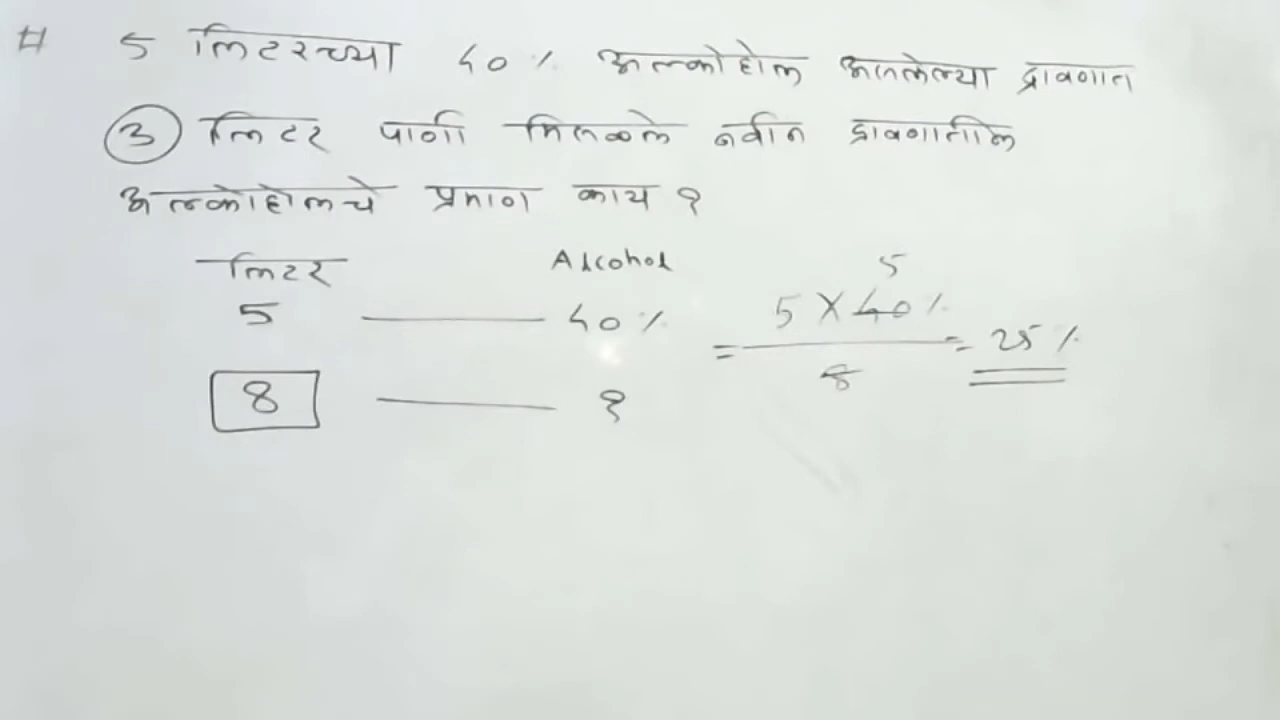 # 5 लिटरच्या 40% अल्कोहोल असलेल्या द्रावणात
3 लिटर पाणी मिसळले नवीन द्रावणातील
अल्कोहोलचे प्रमाण काय ?
लिटर Alcohol
5 — 40%
8 — ?
5
= 5 X 40% / 8 = 25%